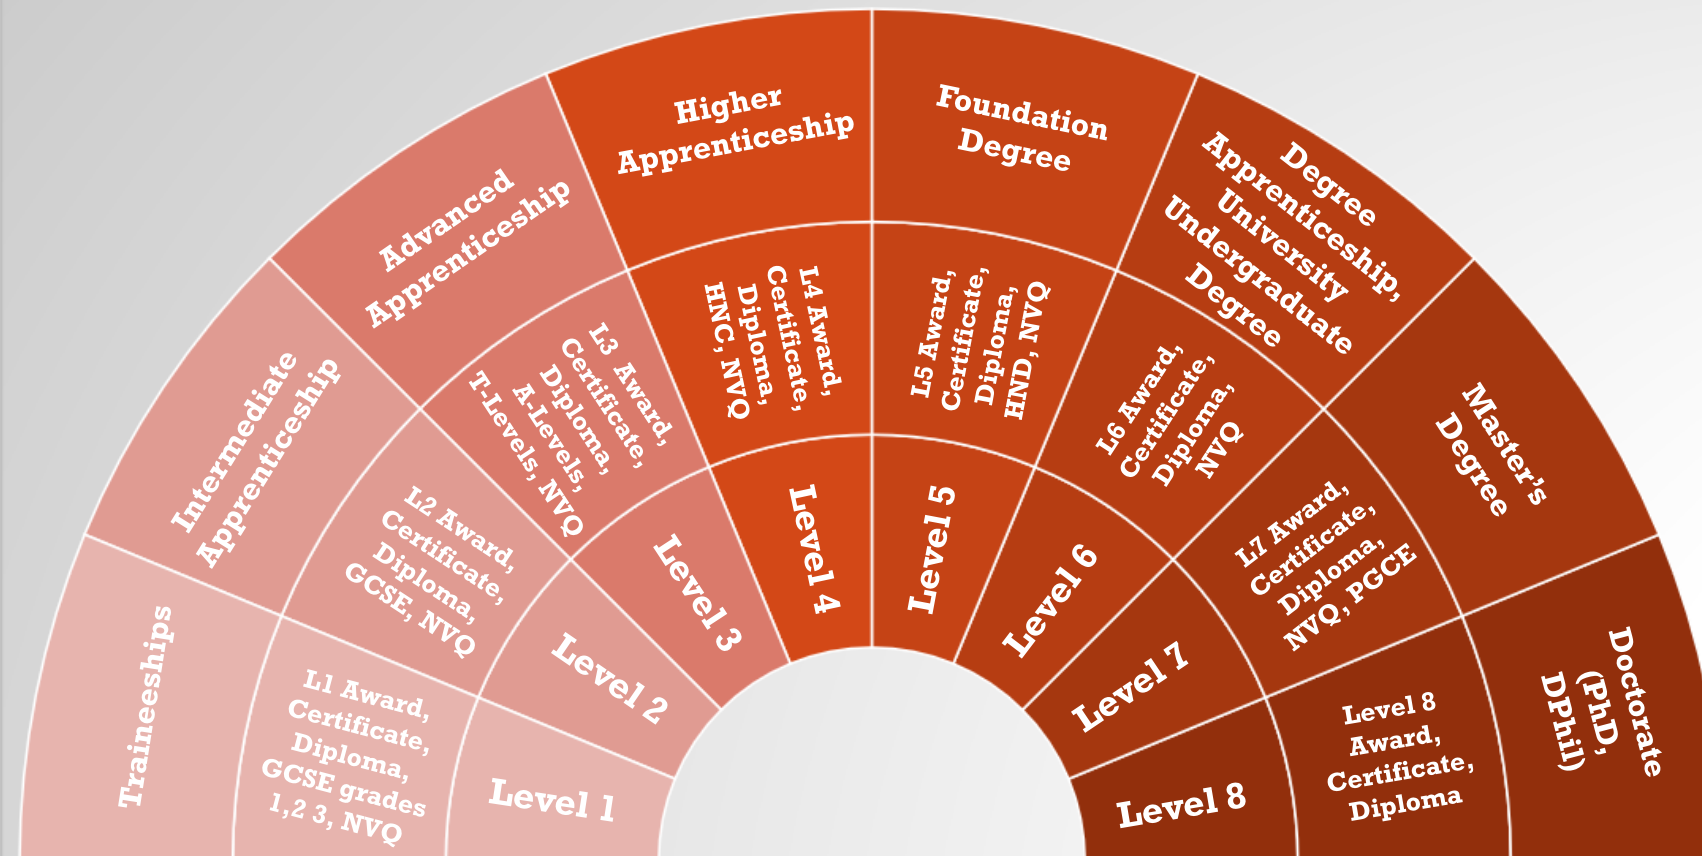 Traineeships
L1 Award,
Certificate,
Diploma,
GCSE grades
1,2 3, NVQ
Level 1
Intermediate
Apprenticeship
L2 Award,
Certificate,
Diploma,
GCSE, NVQ
Level 2
Advanced
Apprenticeship
L3 Award,
Certificate,
Diploma,
A-Levels,
T-Levels, NVQ
Level 3
Higher
Apprenticeship
L4 Award,
Certificate,
Diploma,
HNC, NVQ
Level 4
Foundation
Degree
L5 Award,
Certificate,
Diploma,
HND, NVQ
Level 5
Degree
Apprenticeship,
University
Undergraduate
Degree
L6 Award,
Certificate,
Diploma,
NVQ
Level 6
Master's
Degree
L7 Award,
Certificate,
Diploma,
NVQ, PGCE
Level 7
Doctorate
(PhD,
DPhil)
Level 8
Award,
Certificate,
Diploma
Level 8